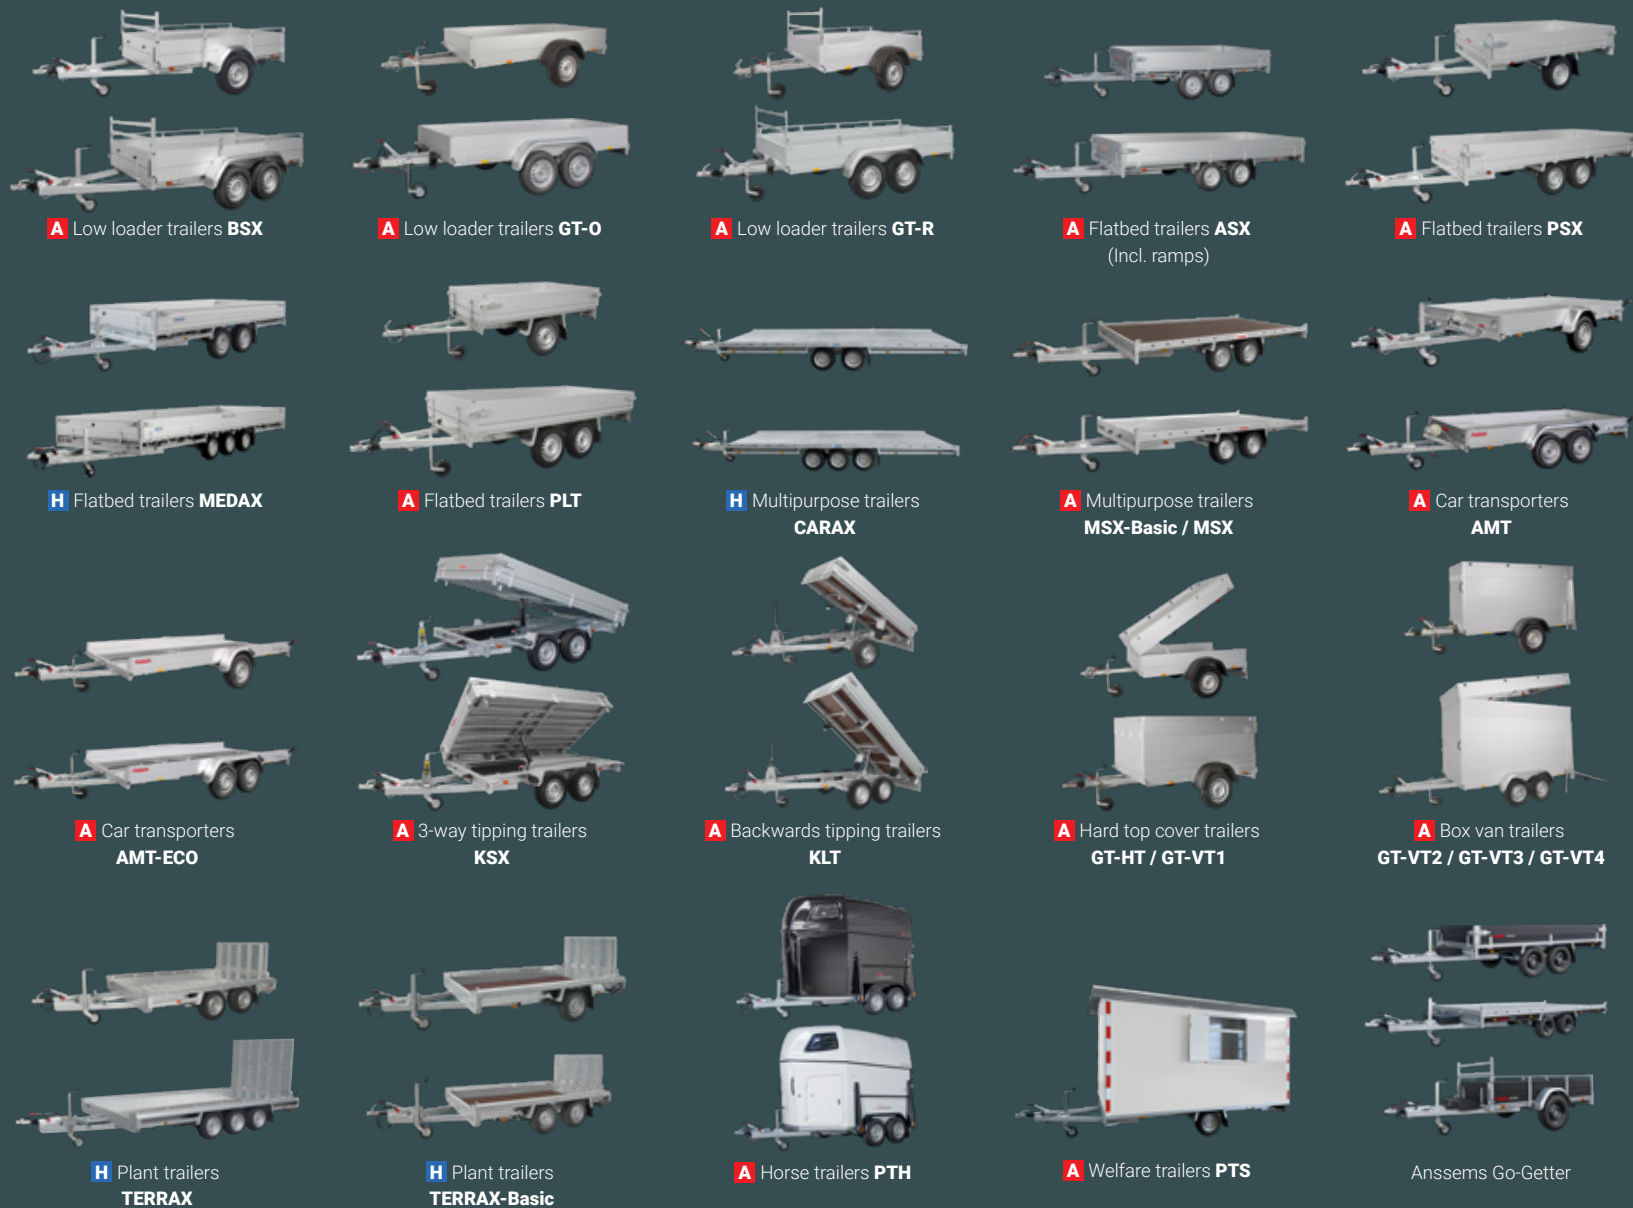 A Low loader trailers BSX
A Low loader trailers GT-O
A Low loader trailers GT-R
A Flatbed trailers ASX
(Incl. ramps)
A Flatbed trailers PSX
H Flatbed trailers MEDAX
A Flatbed trailers PLT
H Multipurpose trailers
CARAX
A Multipurpose trailers
MSX-Basic / MSX
A Car transporters
AMT
A Car transporters
AMT-ECO
A 3-way tipping trailers
KSX
A Backwards tipping trailers
KLT
A Hard top cover trailers
GT-HT / GT-VT1
A Box van trailers
GT-VT2 / GT-VT3 / GT-VT4
H Plant trailers
TERRAX
H Plant trailers
TERRAX-Basic
A Horse trailers PTH
A Welfare trailers PTS
Anssems Go-Getter